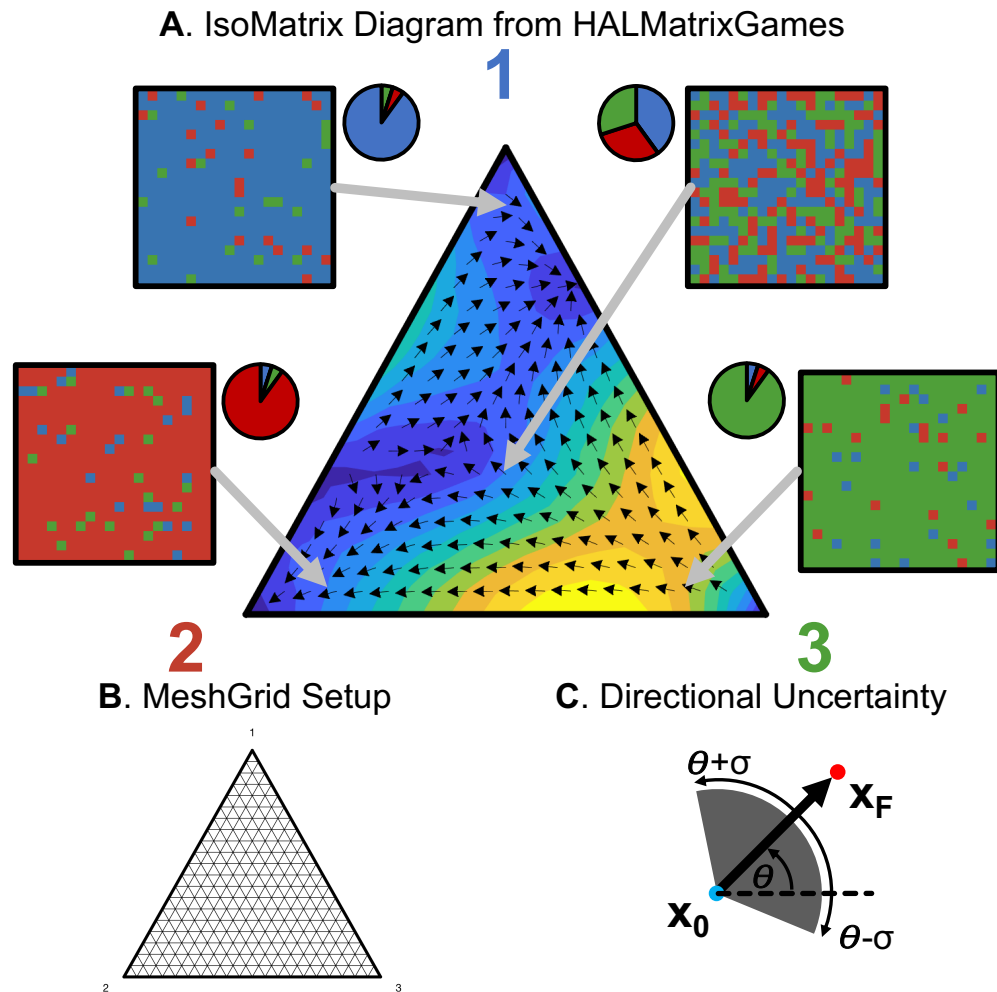 A. IsoMatrix Diagram from HALMatrixGames
1
2
3
B. MeshGrid Setup
C. Directional Uncertainty
1
2
3
θ+σ
xF
θ
x0
θ-σ